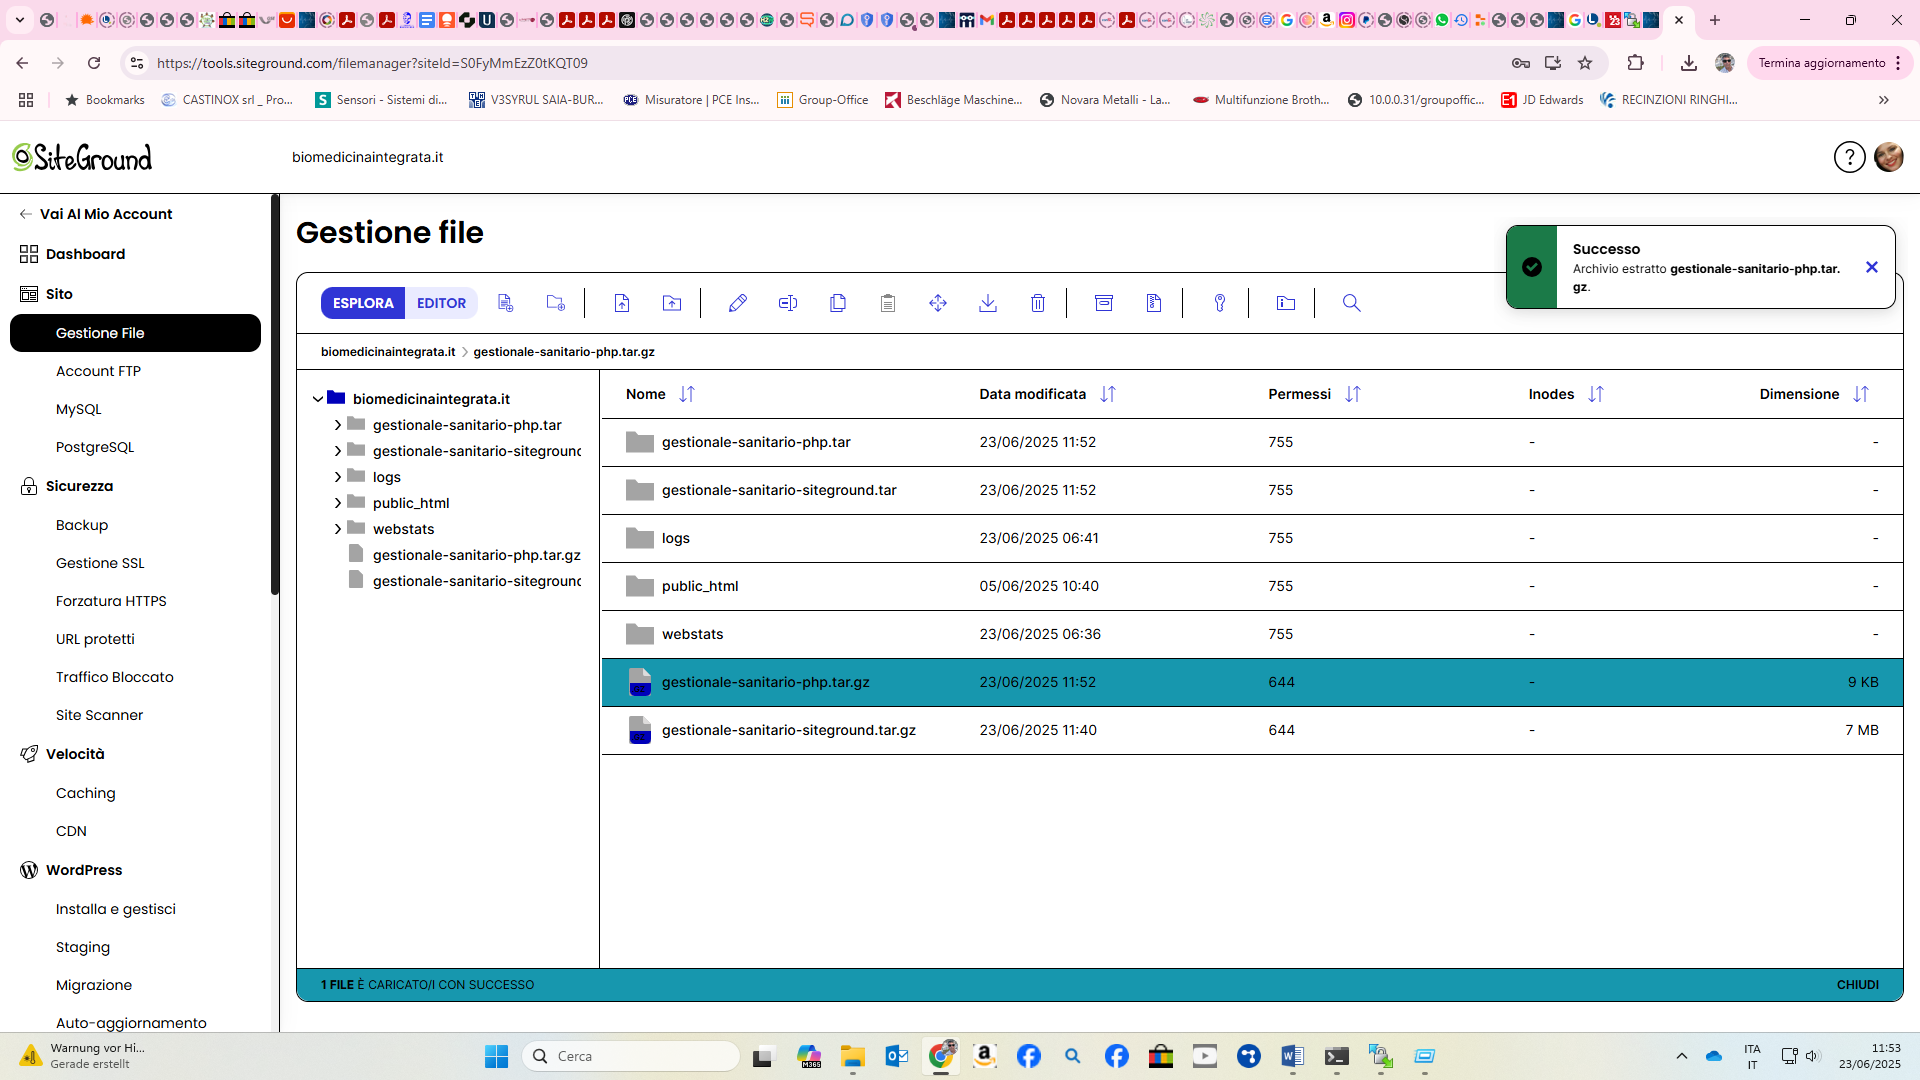 https://tools.siteground.com/filemanager?siteId=S0FyMmEzZ0tKQT09
Termina aggiornamento
Bookmarks
CASTINOX srl _ Pro...
Sensori - Sistemi di...
V3SYRUL SAIA-BUR...
Misuratore | PCE Ins...
Group-Office
Beschläge Maschine...
Novara Metalli - La...
Multifunzione Broth...
10.0.0.31/groupoffic...
JD Edwards
RECINZIONI RINGHI...
SiteGround
biomedicinaintegrata.it
Vai Al Mio Account
Dashboard
Sito
Gestione File
Account FTP
MySQL
PostgreSQL
Sicurezza
Backup
Gestione SSL
Forzatura HTTPS
URL protetti
Traffico Bloccato
Site Scanner
Velocità
Caching
CDN
WordPress
Installa e gestisci
Staging
Migrazione
Auto-aggiornamento
Gestione file
Successo
Archivio estratto gestionale-sanitario-php.tar.
gz.
ESPLORA EDITOR
biomedicinaintegrata.it > gestionale-sanitario-php.tar.gz
biomedicinaintegrata.it
gestionale-sanitario-php.tar
gestionale-sanitario-siteground
logs
public_html
webstats
gestionale-sanitario-php.tar.gz
gestionale-sanitario-siteground
Nome Data modificata Permessi Inodes Dimensione
gestionale-sanitario-php.tar 23/06/2025 11:52 755 - -
gestionale-sanitario-siteground.tar 23/06/2025 11:52 755 - -
logs 23/06/2025 06:41 755 - -
public_html 05/06/2025 10:40 755 - -
webstats 23/06/2025 06:36 755 - -
gestionale-sanitario-php.tar.gz 23/06/2025 11:52 644 - 9 KB
gestionale-sanitario-siteground.tar.gz 23/06/2025 11:40 644 - 7 MB
1 FILE È CARICATO/I CON SUCCESSO
CHIUDI
Warnung vor Hi...
Gerade erstellt
Cerca
ITA
IT
11:53
23/06/2025